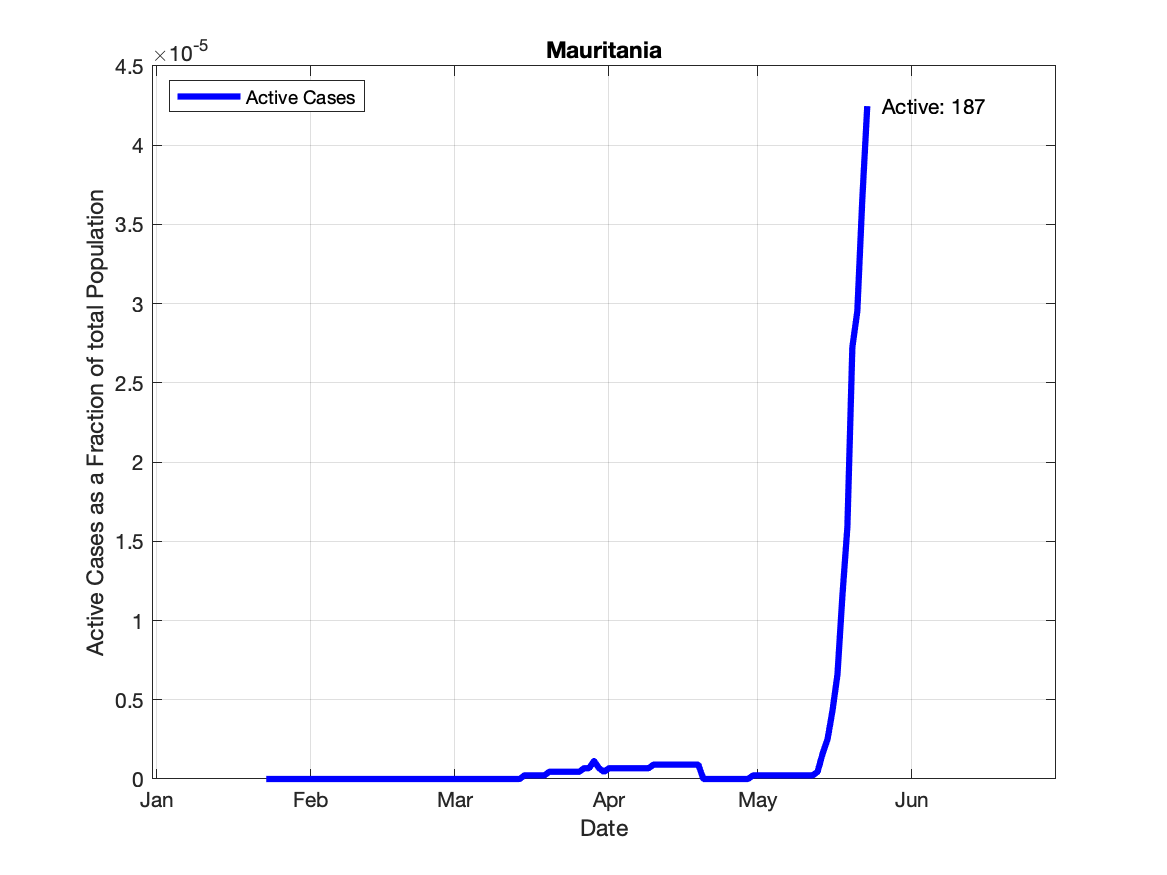 Mauritania
×10-5
4.5
4
3.5
3
2.5
2
1.5
1
0.5
0
Active Cases as a Fraction of total Population
Active Cases
Active: 187
Jan Feb Mar Apr May Jun
Date